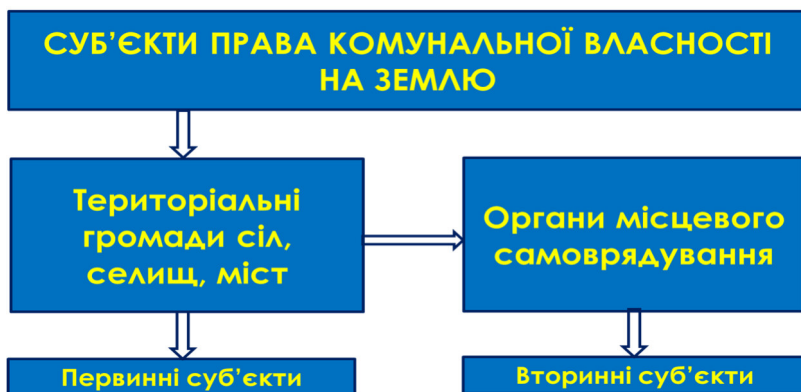 СУБ’ЄКТИ ПРАВА КОМУНАЛЬНОЇ ВЛАСНОСТІ
НА ЗЕМЛЮ
Територіальні
громади сіл,
селищ, міст
Органи місцевого
самоврядування
Первинні суб’єкти
Вторинні суб’єкти